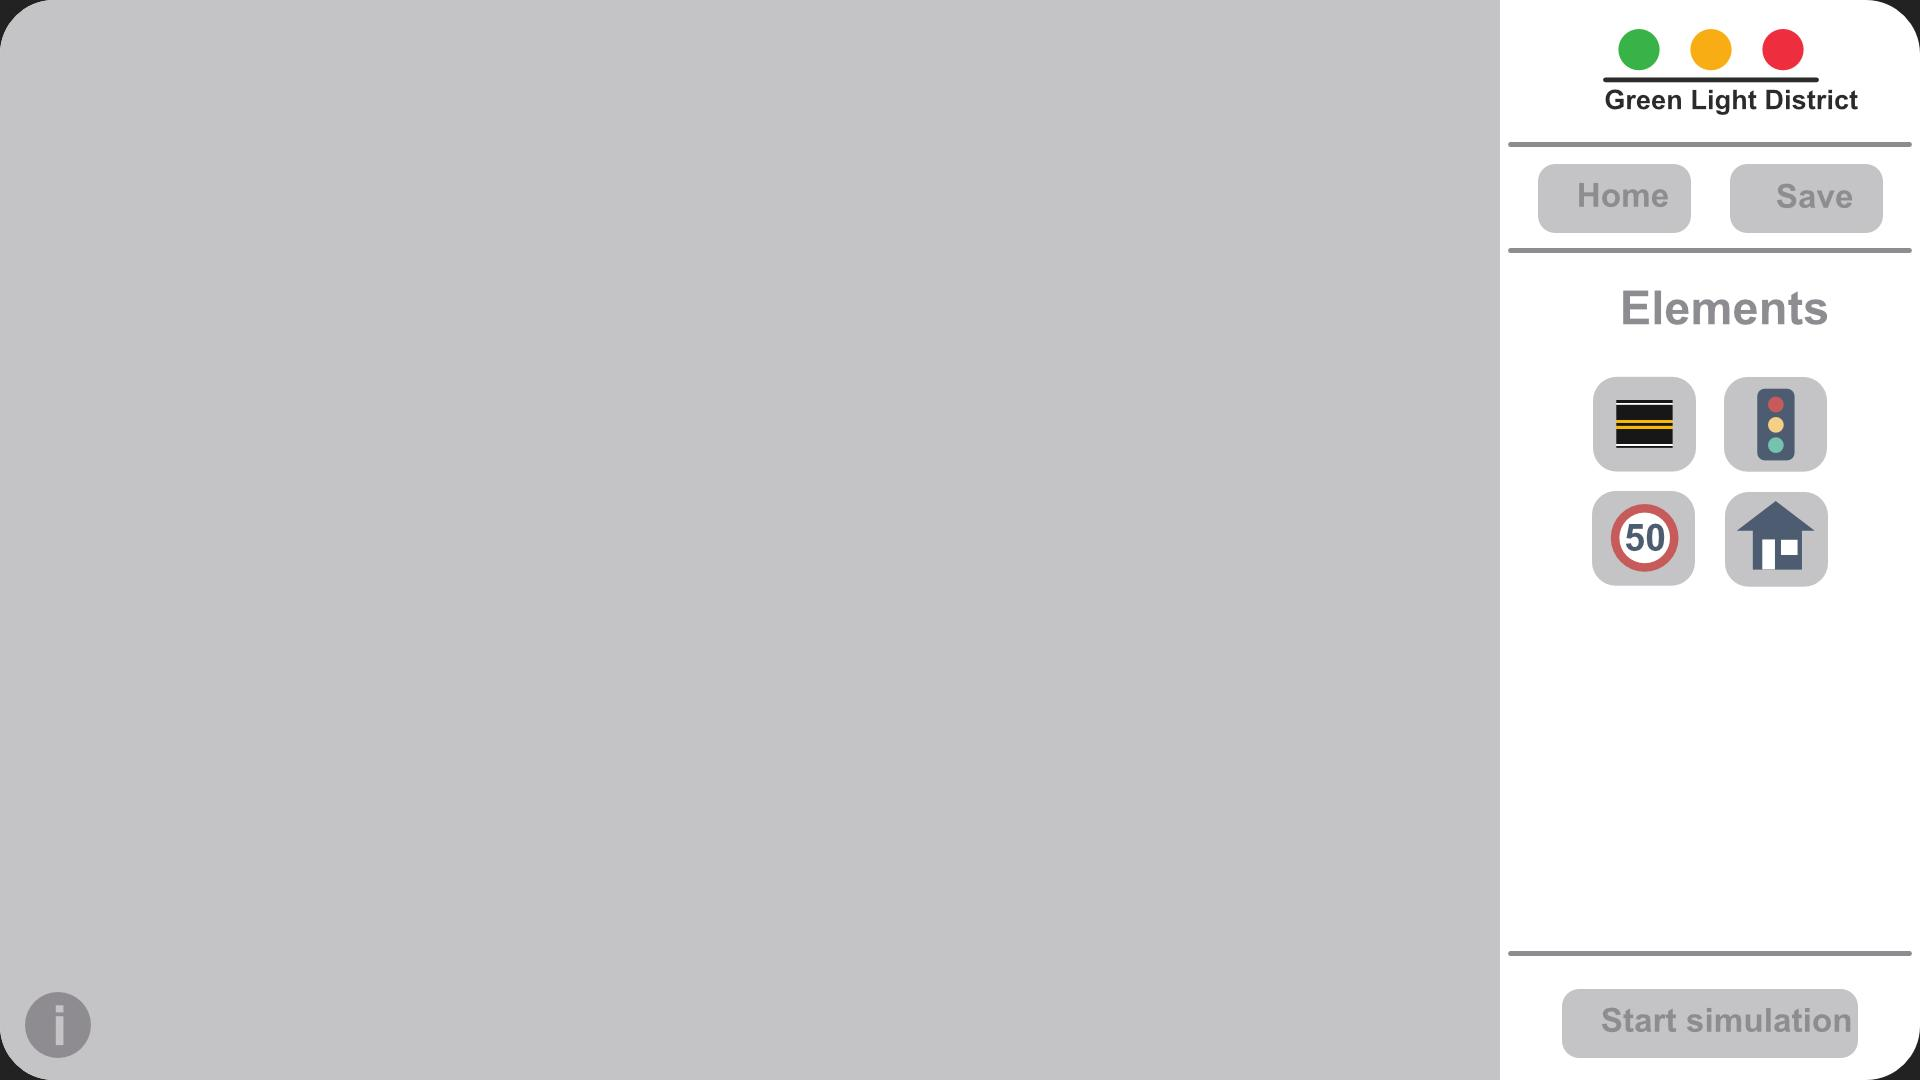 Green Light District
Home Save
Elements
50
i
Start simulation